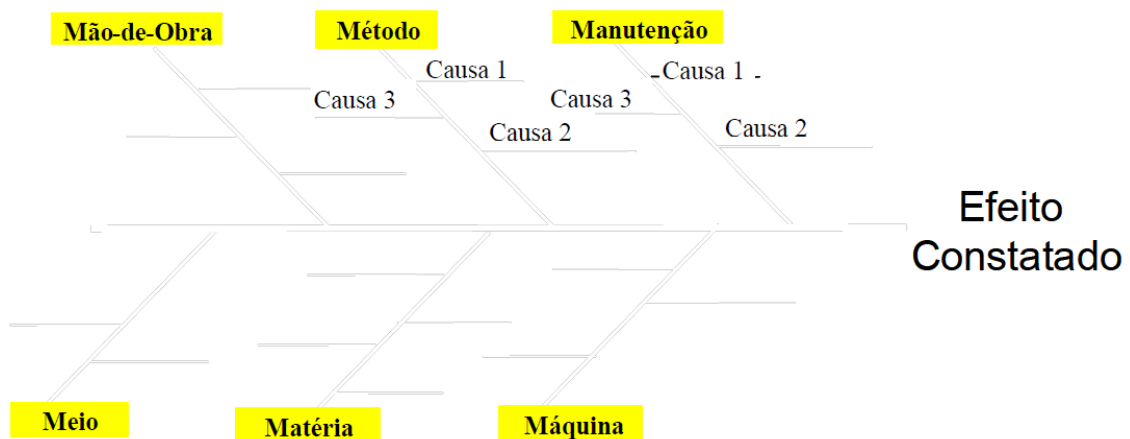 Mão-de-Obra
Método
Manutenção
Causa 1
Causa 3
Causa 2
Causa 1
Causa 3
Causa 2
Efeito
Constatado
Meio
Matéria
Máquina